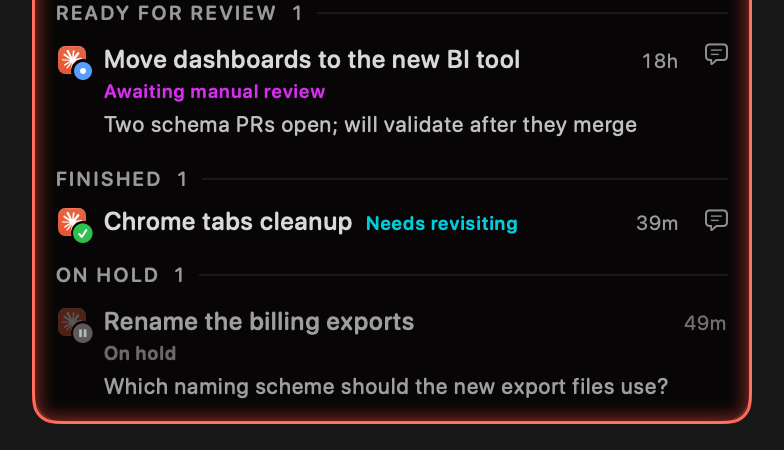 READY FOR REVIEW 1
Move dashboards to the new BI tool 18h
Awaiting manual review
Two schema PRs open; will validate after they merge
FINISHED 1
Chrome tabs cleanup Needs revisiting 39m
ON HOLD 1
Rename the billing exports 49m
On hold
Which naming scheme should the new export files use?